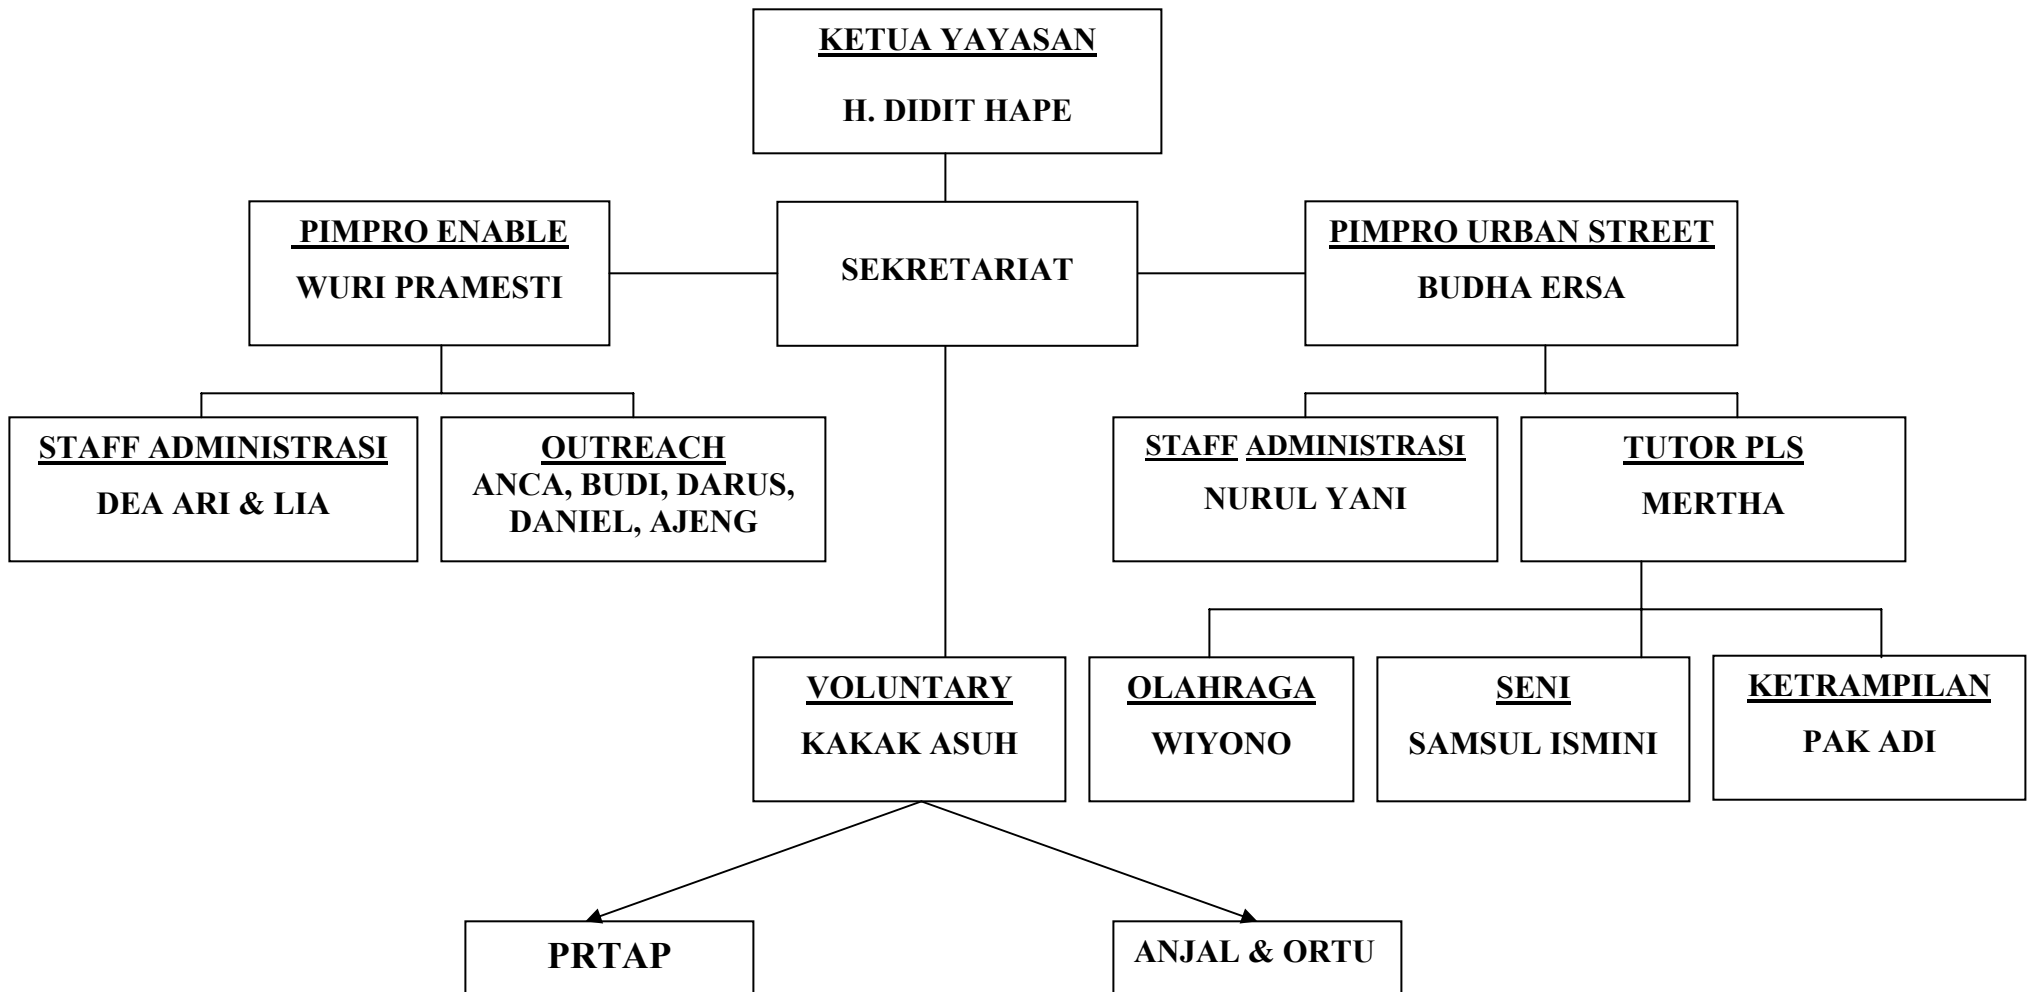 KETUA YAYASAN
H. DIDIT HAPE
PIMPRO ENABLE
WURI PRAMESTI
SEKRETARIAT
PIMPRO URBAN STREET
BUDHA ERSA
STAFF ADMINISTRASI
DEA ARI & LIA
OUTREACH
ANCA, BUDI, DARUS,
DANIEL, AJENG
STAFF ADMINISTRASI
NURUL YANI
TUTOR PLS
MERTHA
VOLUNTARY
KAKAK ASUH
OLAHRAGA
WIYONO
SENI
SAMSUL ISMINI
KETRAMPILAN
PAK ADI
PRTAP
ANJAL & ORTU